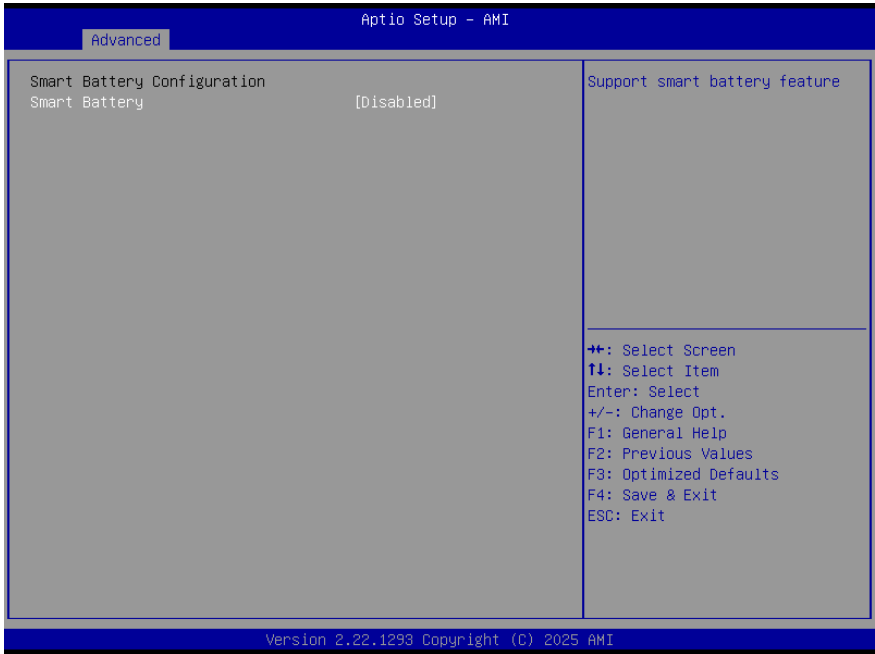 Aptio Setup – AMI
Advanced
Smart Battery Configuration
Smart Battery [Disabled]
Support smart battery feature
→←: Select Screen
↑↓: Select Item
Enter: Select
+/-: Change Opt.
F1: General Help
F2: Previous Values
F3: Optimized Defaults
F4: Save & Exit
ESC: Exit
Version 2.22.1293 Copyright (C) 2025 AMI